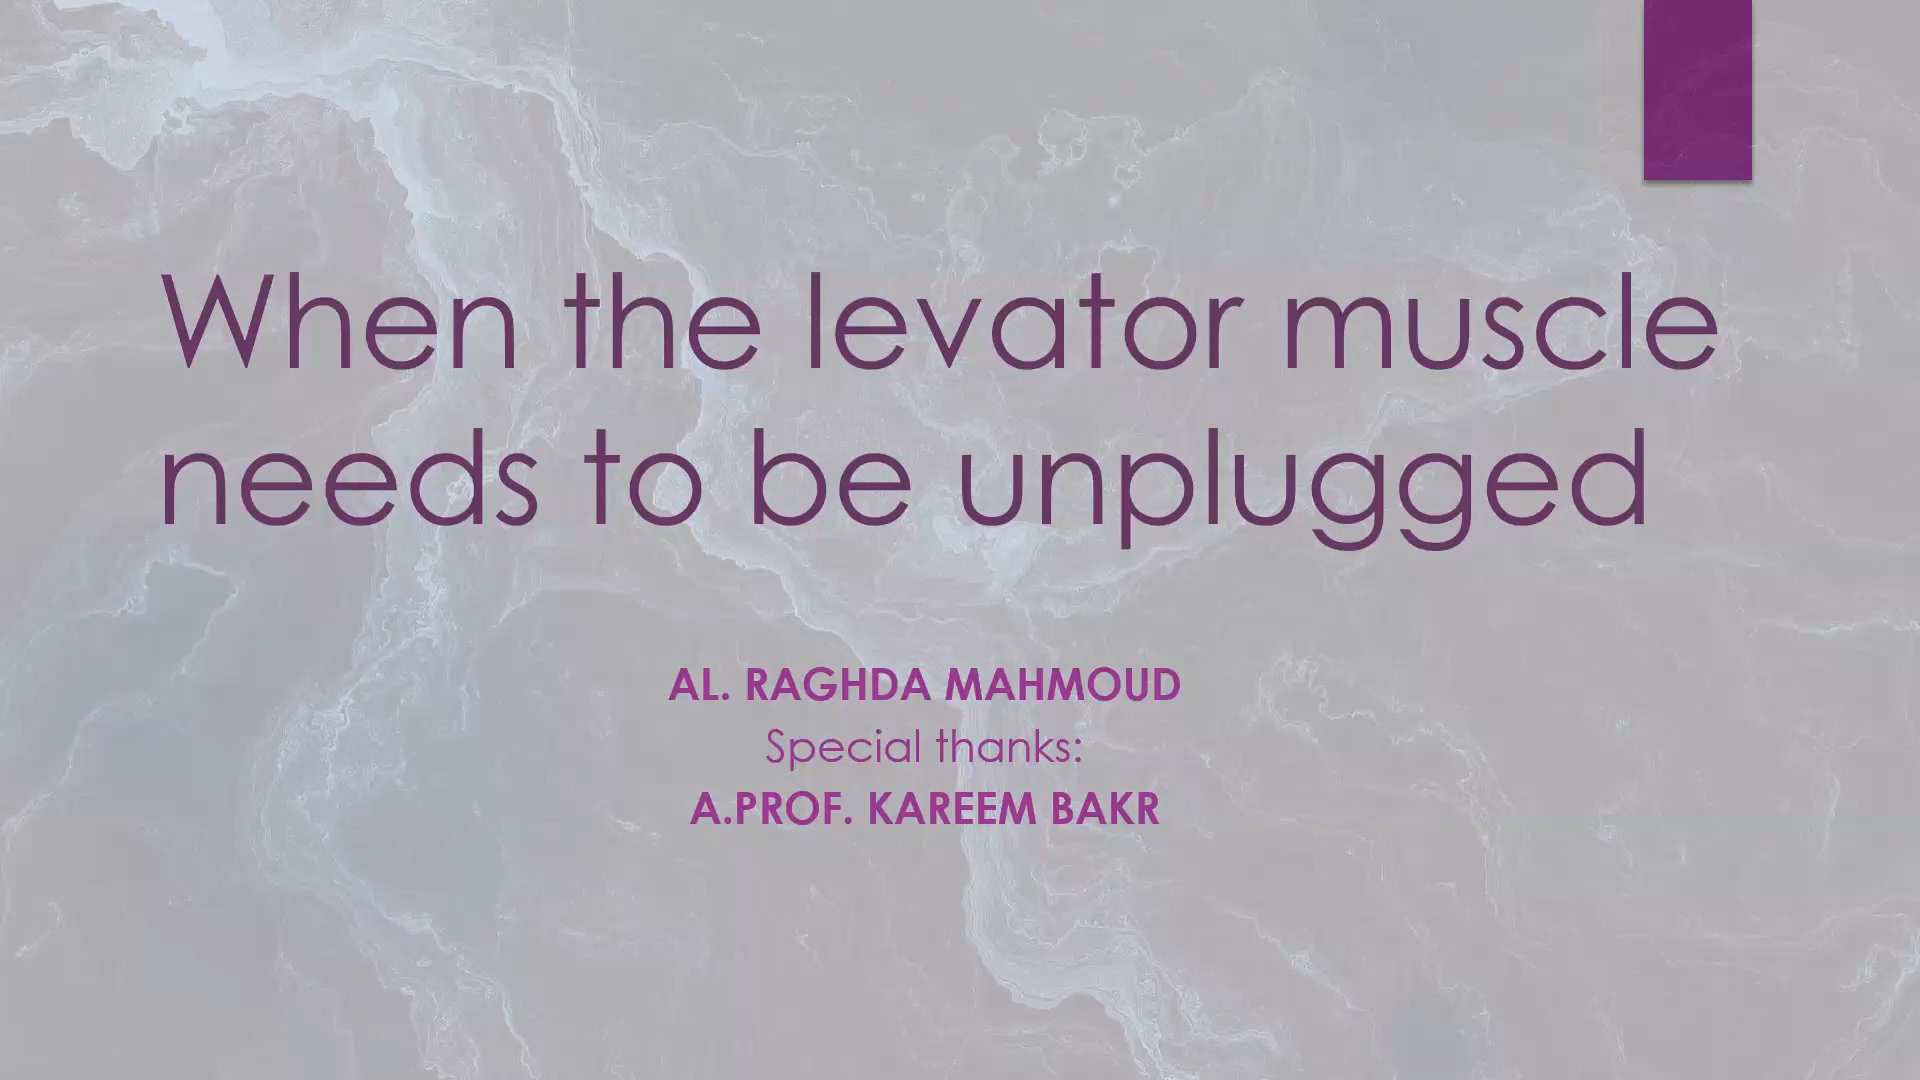 When the levator muscle
needs to be unplugged
AL. RAGHDA MAHMOUD
Special thanks:
A.PROF. KAREEM BAKR